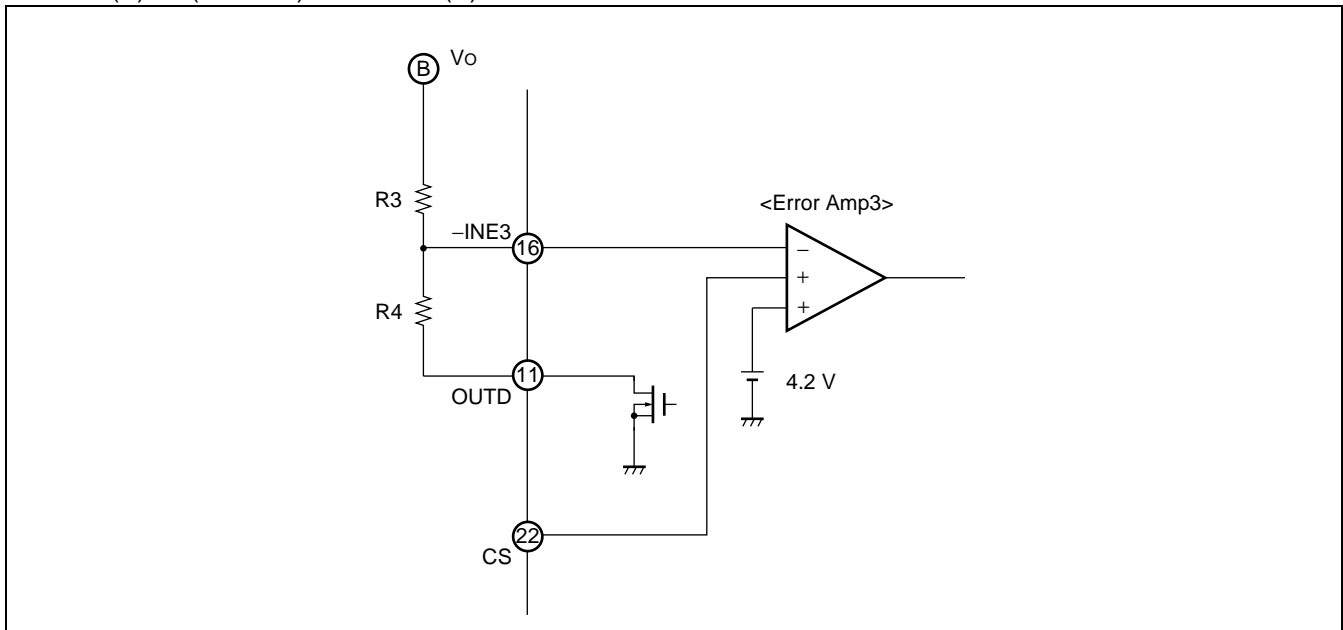 B
Vo
R3
<Error Amp3>
−INE3
16
−
+
+
R4
11
OUTD
4.2 V
22
CS